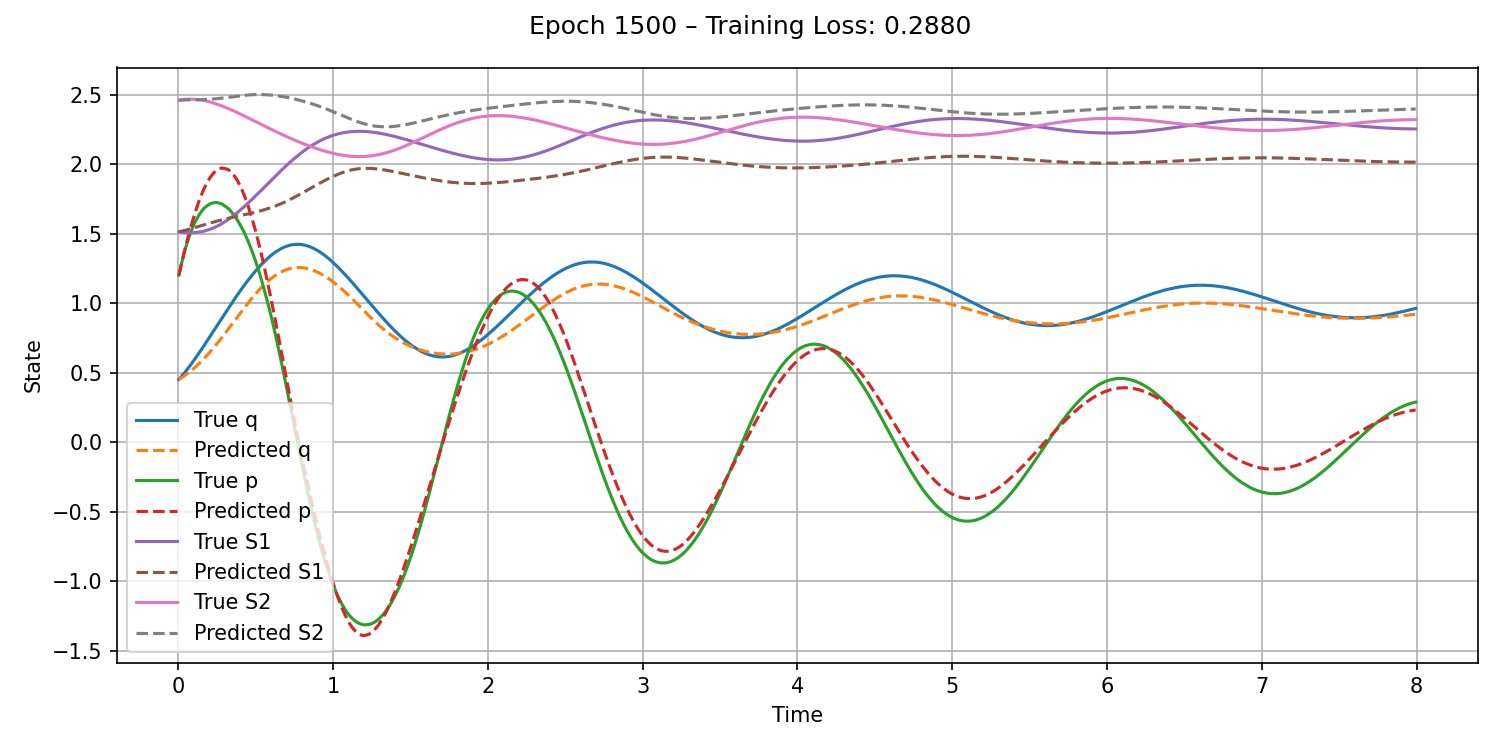 Epoch 1500 – Training Loss: 0.2880
State
2.5
2.0
1.5
1.0
0.5
0.0
−0.5
−1.0
−1.5
True q
Predicted q
True p
Predicted p
True S1
Predicted S1
True S2
Predicted S2
0 1 2 3 4 5 6 7 8
Time